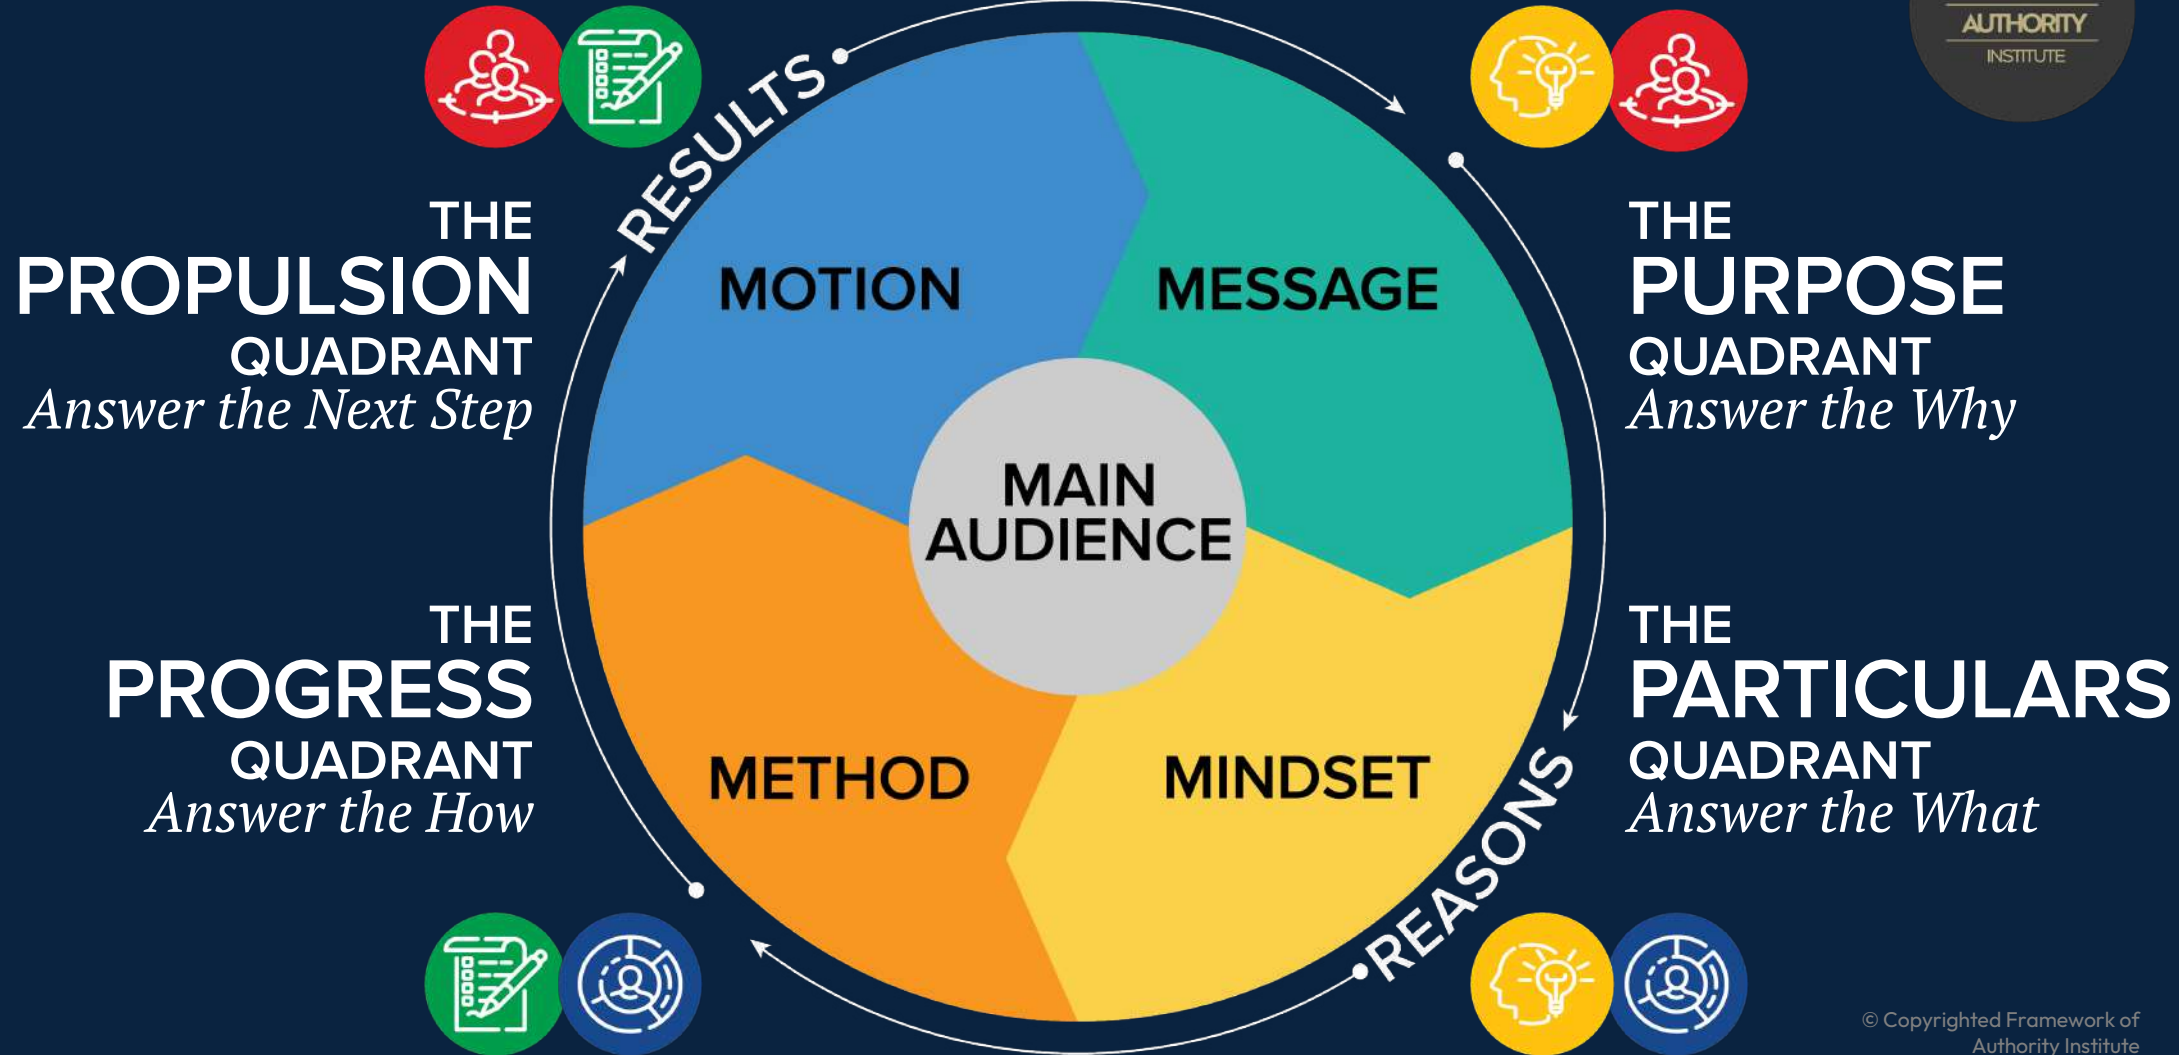 AUTHORITY
INSTITUTE
RESULTS
THE
PROPULSION
QUADRANT
Answer the Next Step
MOTION
MESSAGE
THE
PURPOSE
QUADRANT
Answer the Why
MAIN
AUDIENCE
THE
PROGRESS
QUADRANT
Answer the How
METHOD
MINDSET
REASONS
THE
PARTICULARS
QUADRANT
Answer the What
© Copyrighted Framework of
Authority Institute